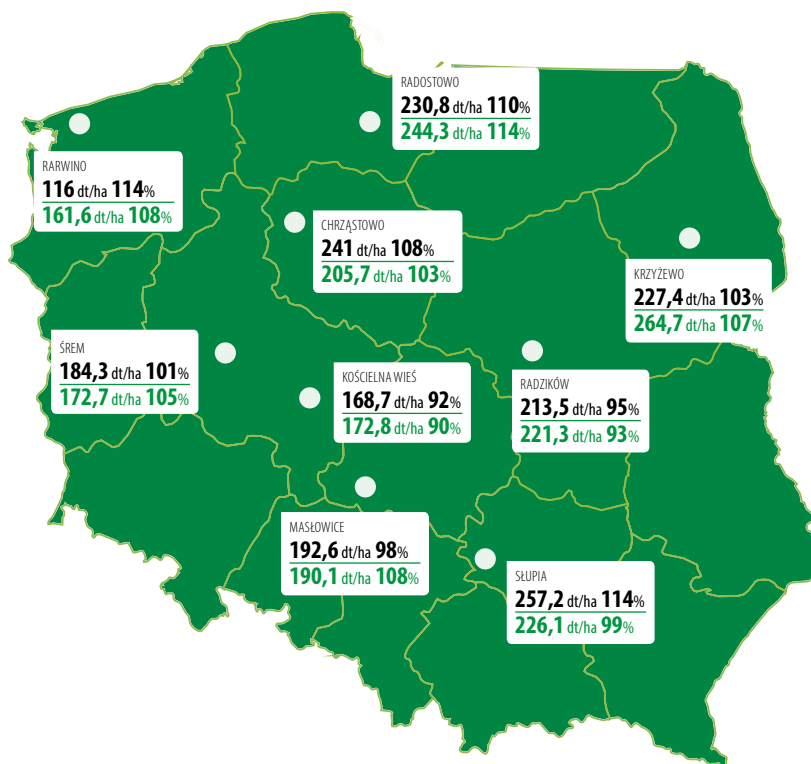 RADOSTOWO
230,8 dt/ha 110%
244,3 dt/ha 114%
RARWINO
116 dt/ha 114%
161,6 dt/ha 108%
CHRZĄSTOWO
241 dt/ha 108%
205,7 dt/ha 103%
KRZYŻEWO
227,4 dt/ha 103%
264,7 dt/ha 107%
ŚREM
184,3 dt/ha 101%
172,7 dt/ha 105%
KOŚCIELNA WIEŚ
168,7 dt/ha 92%
172,8 dt/ha 90%
RADZIKÓW
213,5 dt/ha 95%
221,3 dt/ha 93%
MASŁOWICE
192,6 dt/ha 98%
190,1 dt/ha 108%
SŁUPIA
257,2 dt/ha 114%
226,1 dt/ha 99%